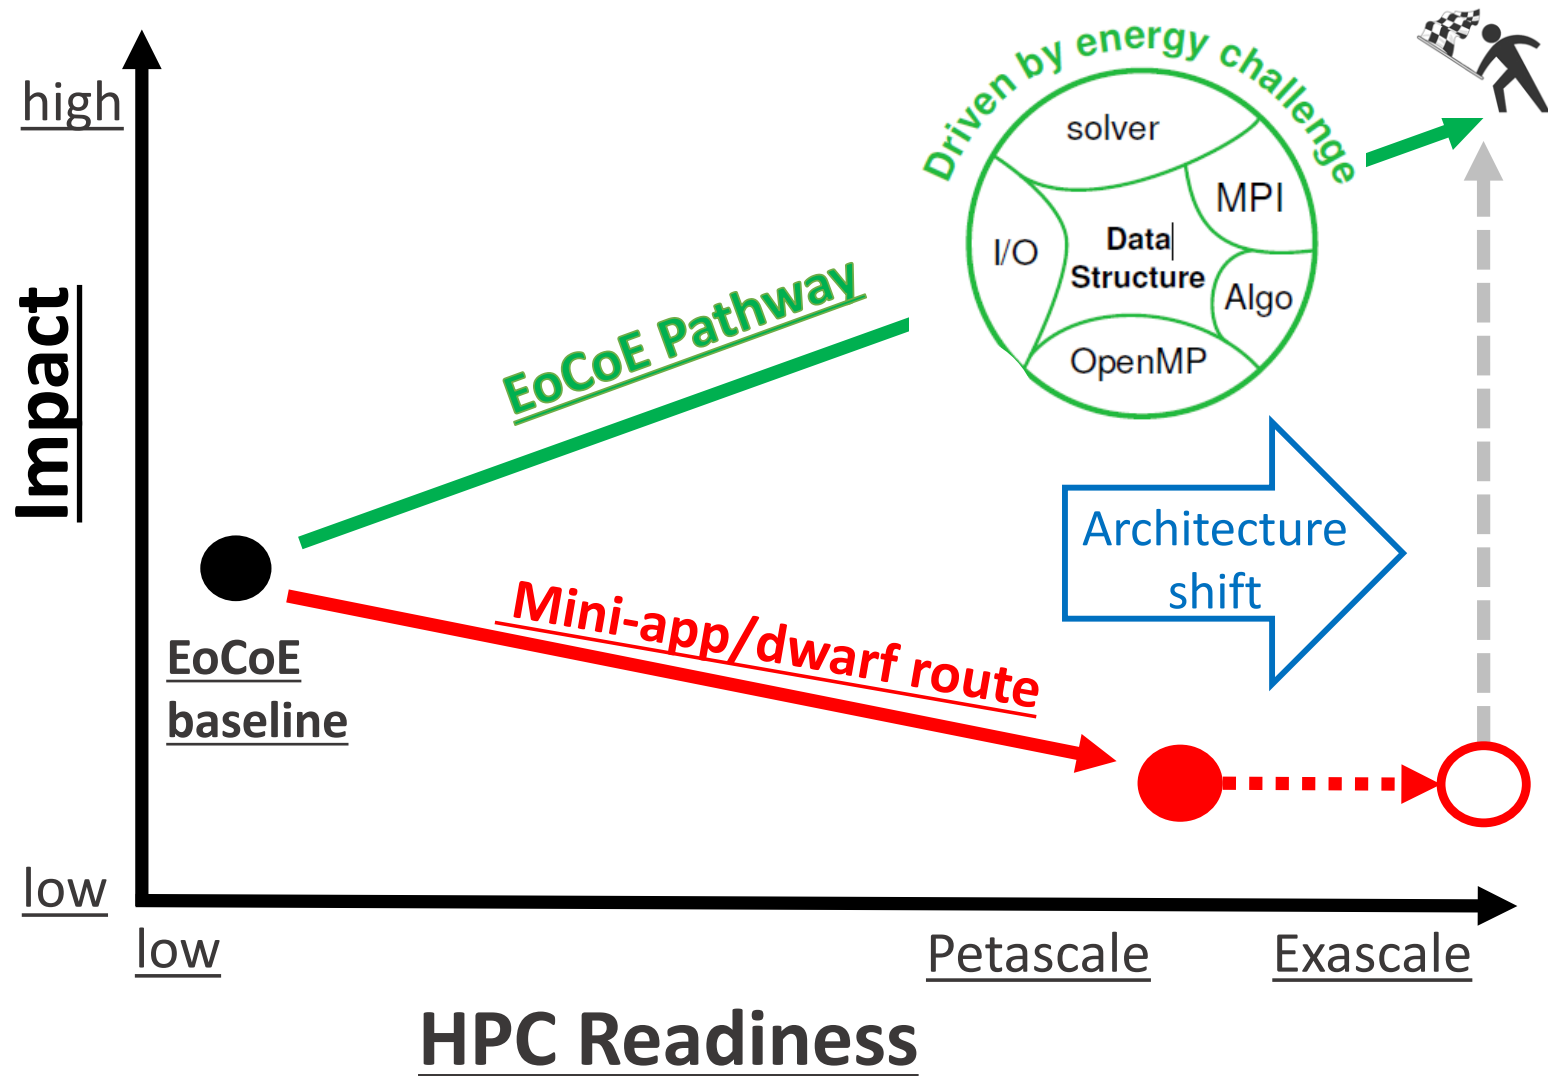 high
Driven by energy challenge
solver
MPI
I/O
Data
Structure
Algo
OpenMP
EoCoE Pathway
Impact
Architecture
shift
Mini-app/dwarf route
EoCoE
baseline
low
low
Petascale
Exascale
HPC Readiness